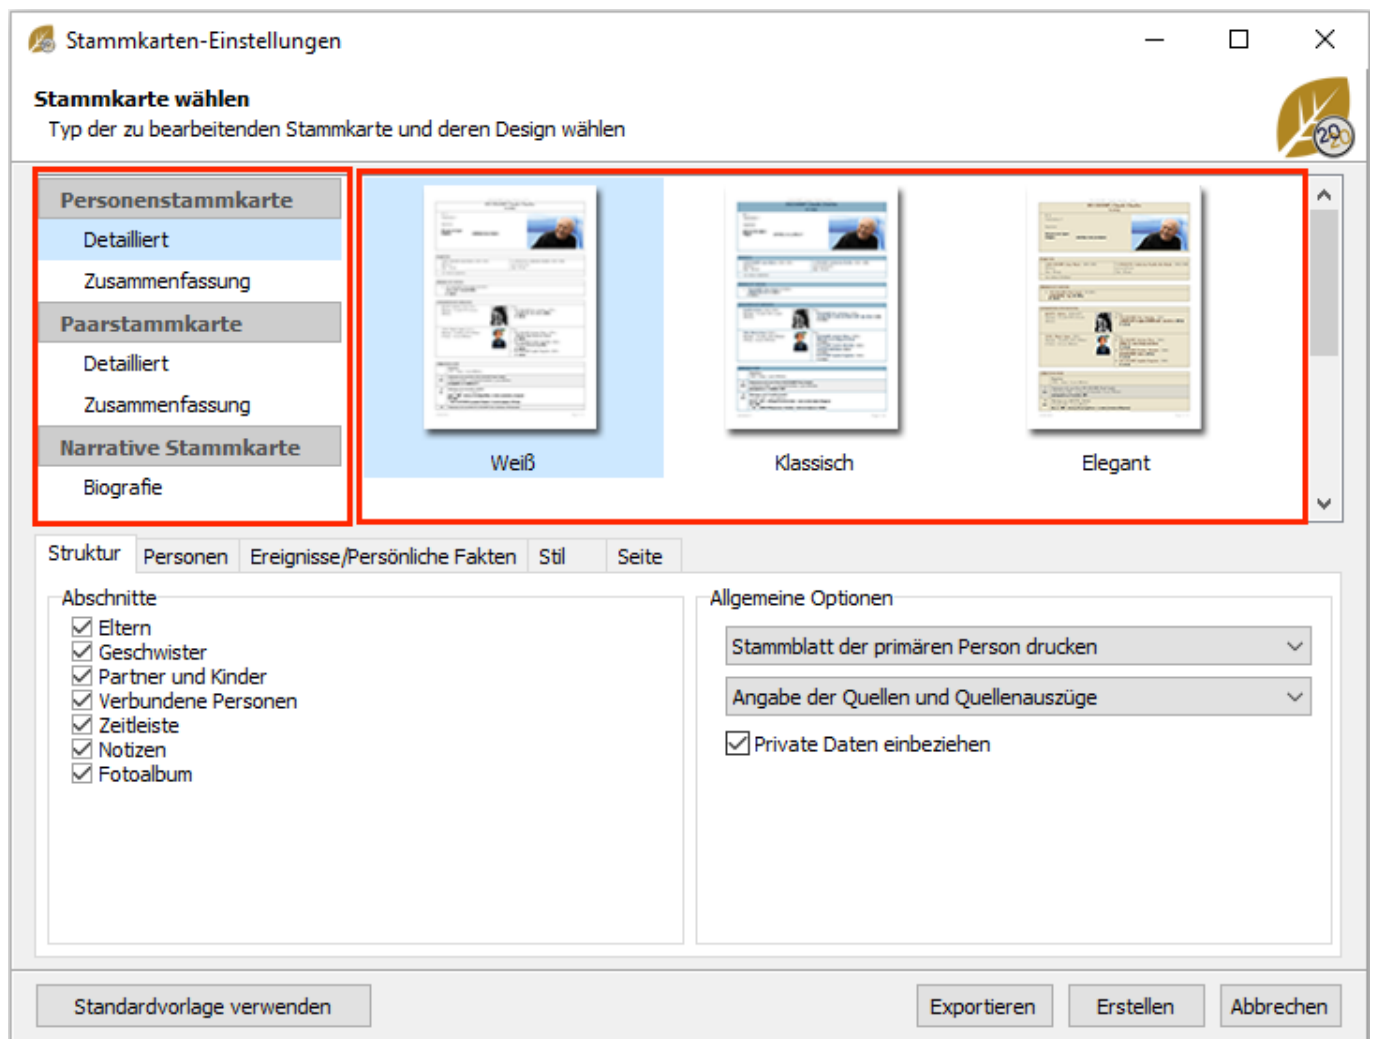 Stammkarten-Einstellungen
Stammkarte wählen
Typ der zu bearbeitenden Stammkarte und deren Design wählen
2020
Personenstammkarte
Detailliert
Zusammenfassung
Paarstammkarte
Detailliert
Zusammenfassung
Narrative Stammkarte
Biografie
Weiß
Klassisch
Elegant
Struktur Personen Ereignisse/Persönliche Fakten Stil Seite
Abschnitte
Eltern
Geschwister
Partner und Kinder
Verbundene Personen
Zeitleiste
Notizen
Fotoalbum
Allgemeine Optionen
Stammblatt der primären Person drucken
Angabe der Quellen und Quellenauszüge
Private Daten einbeziehen
Standardvorlage verwenden
Exportieren Erstellen Abbrechen